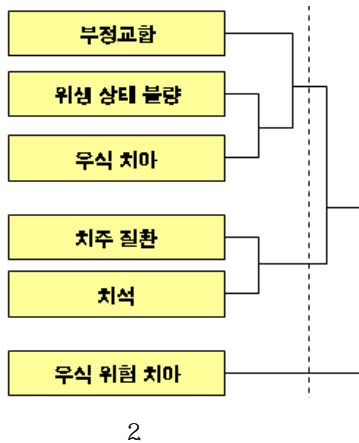 부정교합
위생 상태 불량
우식 치아
치주 질환
치석
우식 위험 치아
2